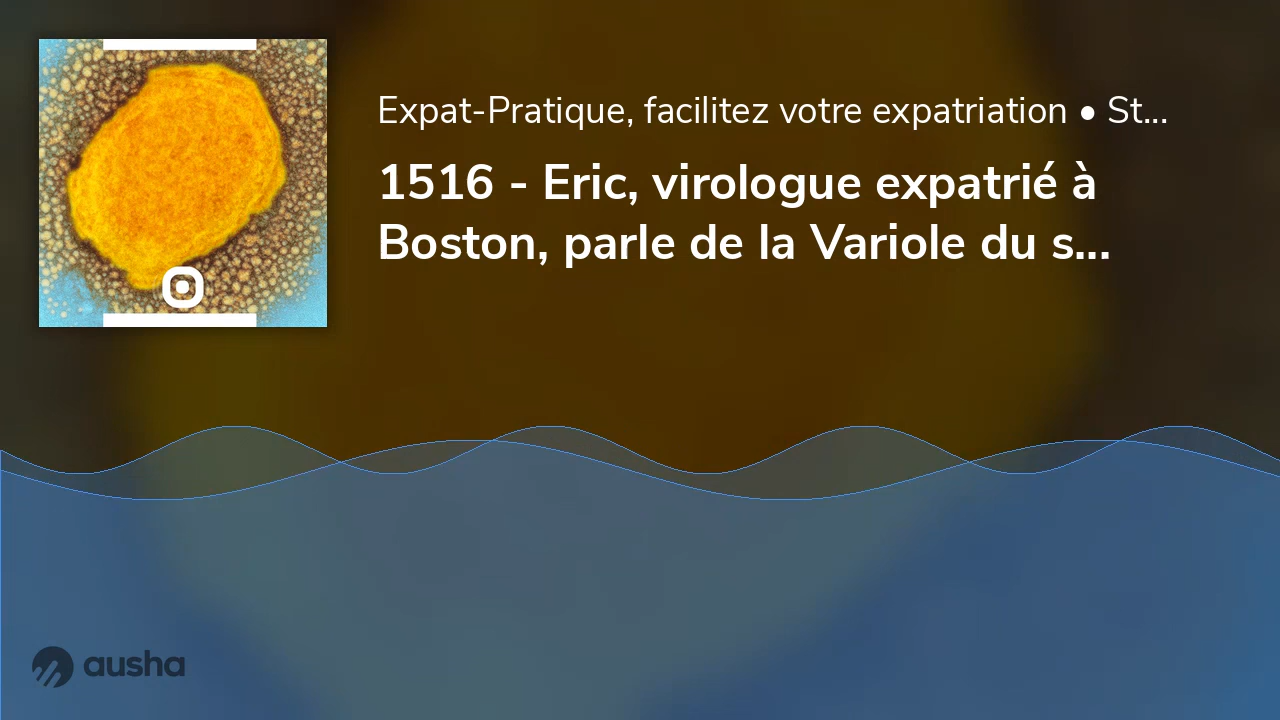 Expat-Pratique, facilitez votre expatriation • St...
1516 - Eric, virologue expatrié à
Boston, parle de la Variole du s...
ausha